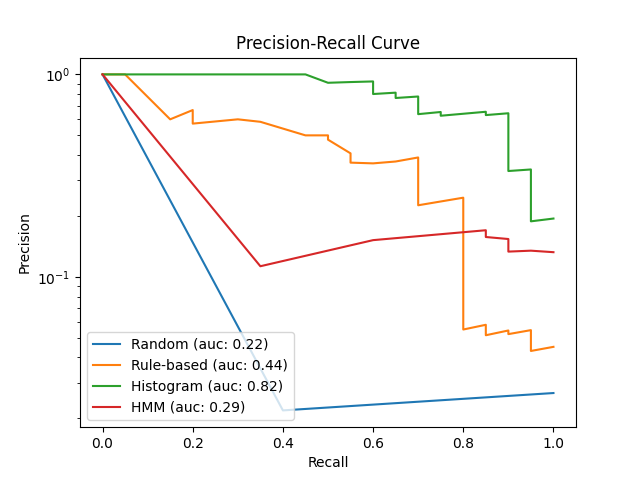 Precision-Recall Curve
Precision
10⁰
10⁻¹
Random (auc: 0.22)
Rule-based (auc: 0.44)
Histogram (auc: 0.82)
HMM (auc: 0.29)
0.0 0.2 0.4 0.6 0.8 1.0
Recall